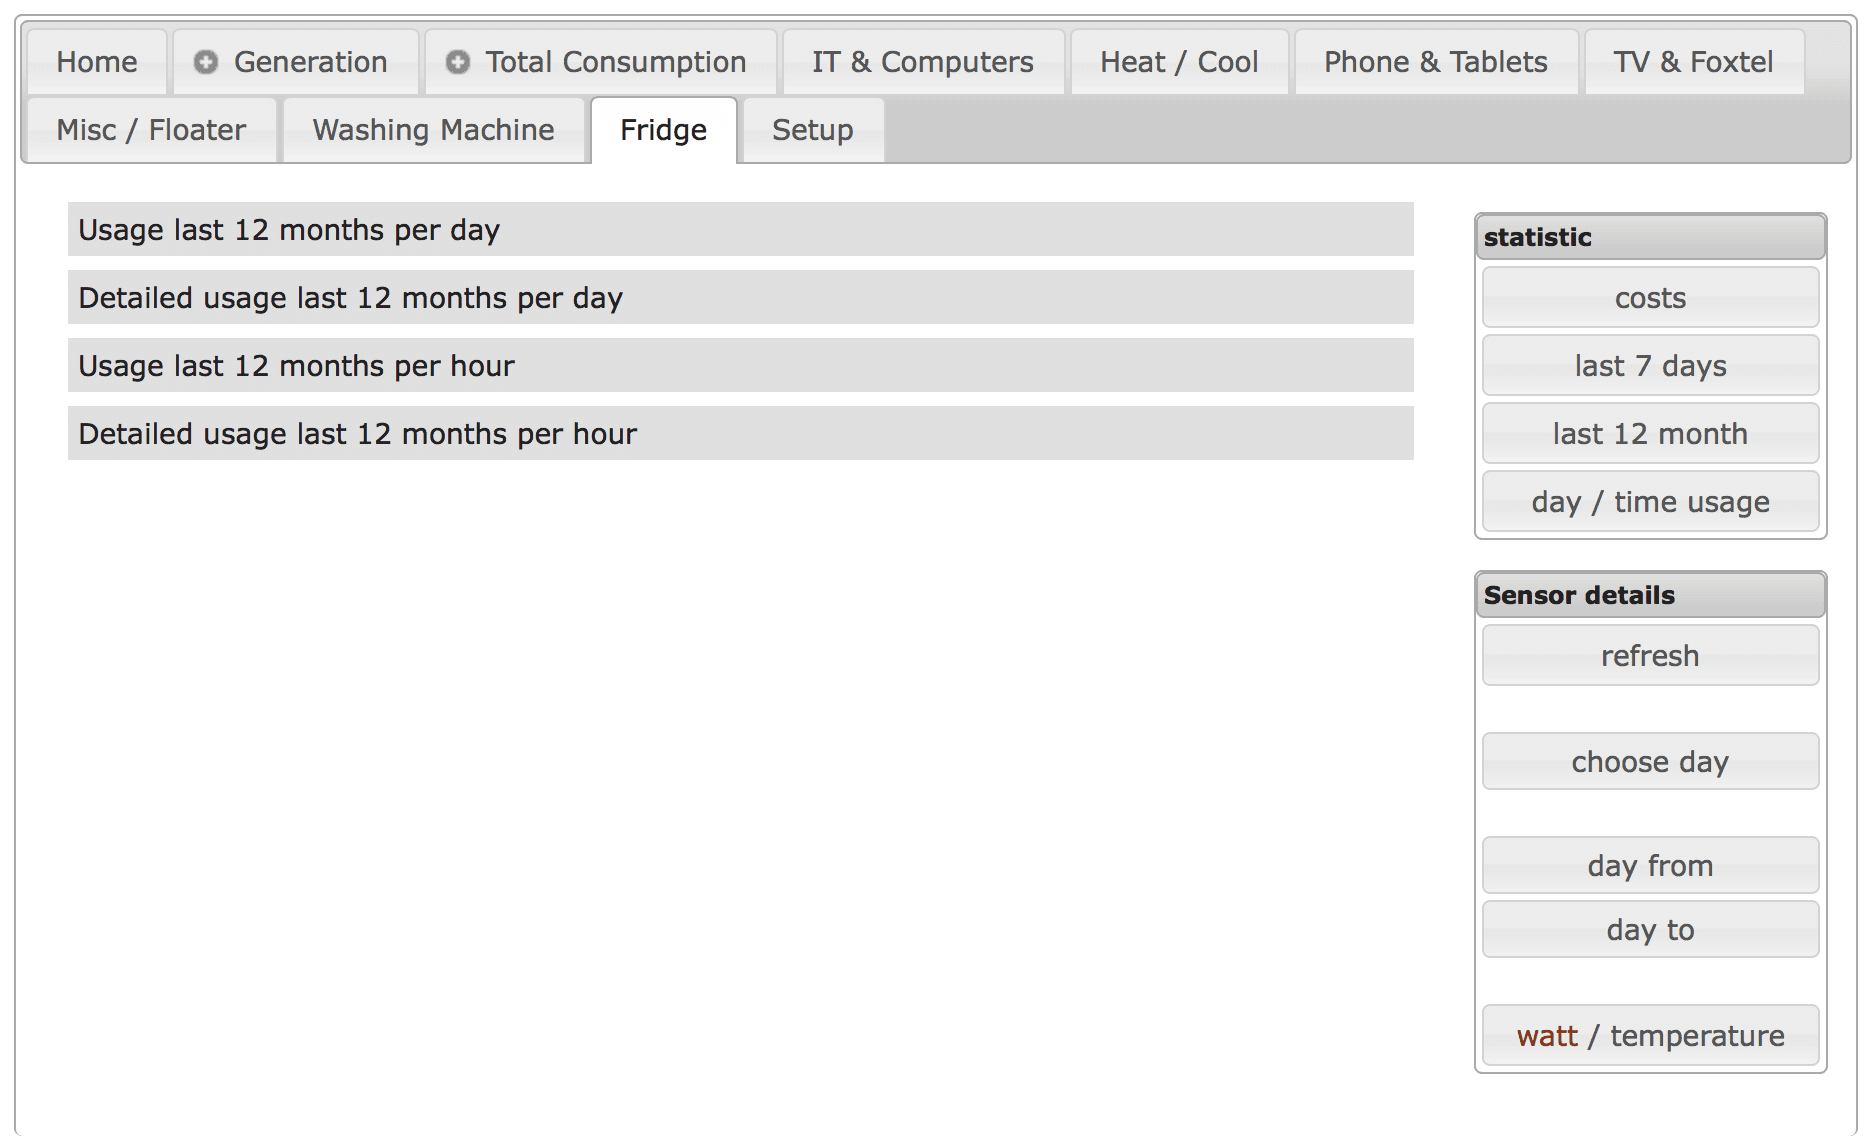 Home Generation Total Consumption IT & Computers Heat / Cool Phone & Tablets TV & Foxtel
Misc / Floater Washing Machine Fridge Setup
Usage last 12 months per day
Detailed usage last 12 months per day
Usage last 12 months per hour
Detailed usage last 12 months per hour
statistic
costs
last 7 days
last 12 month
day / time usage
Sensor details
refresh
choose day
day from
day to
watt / temperature